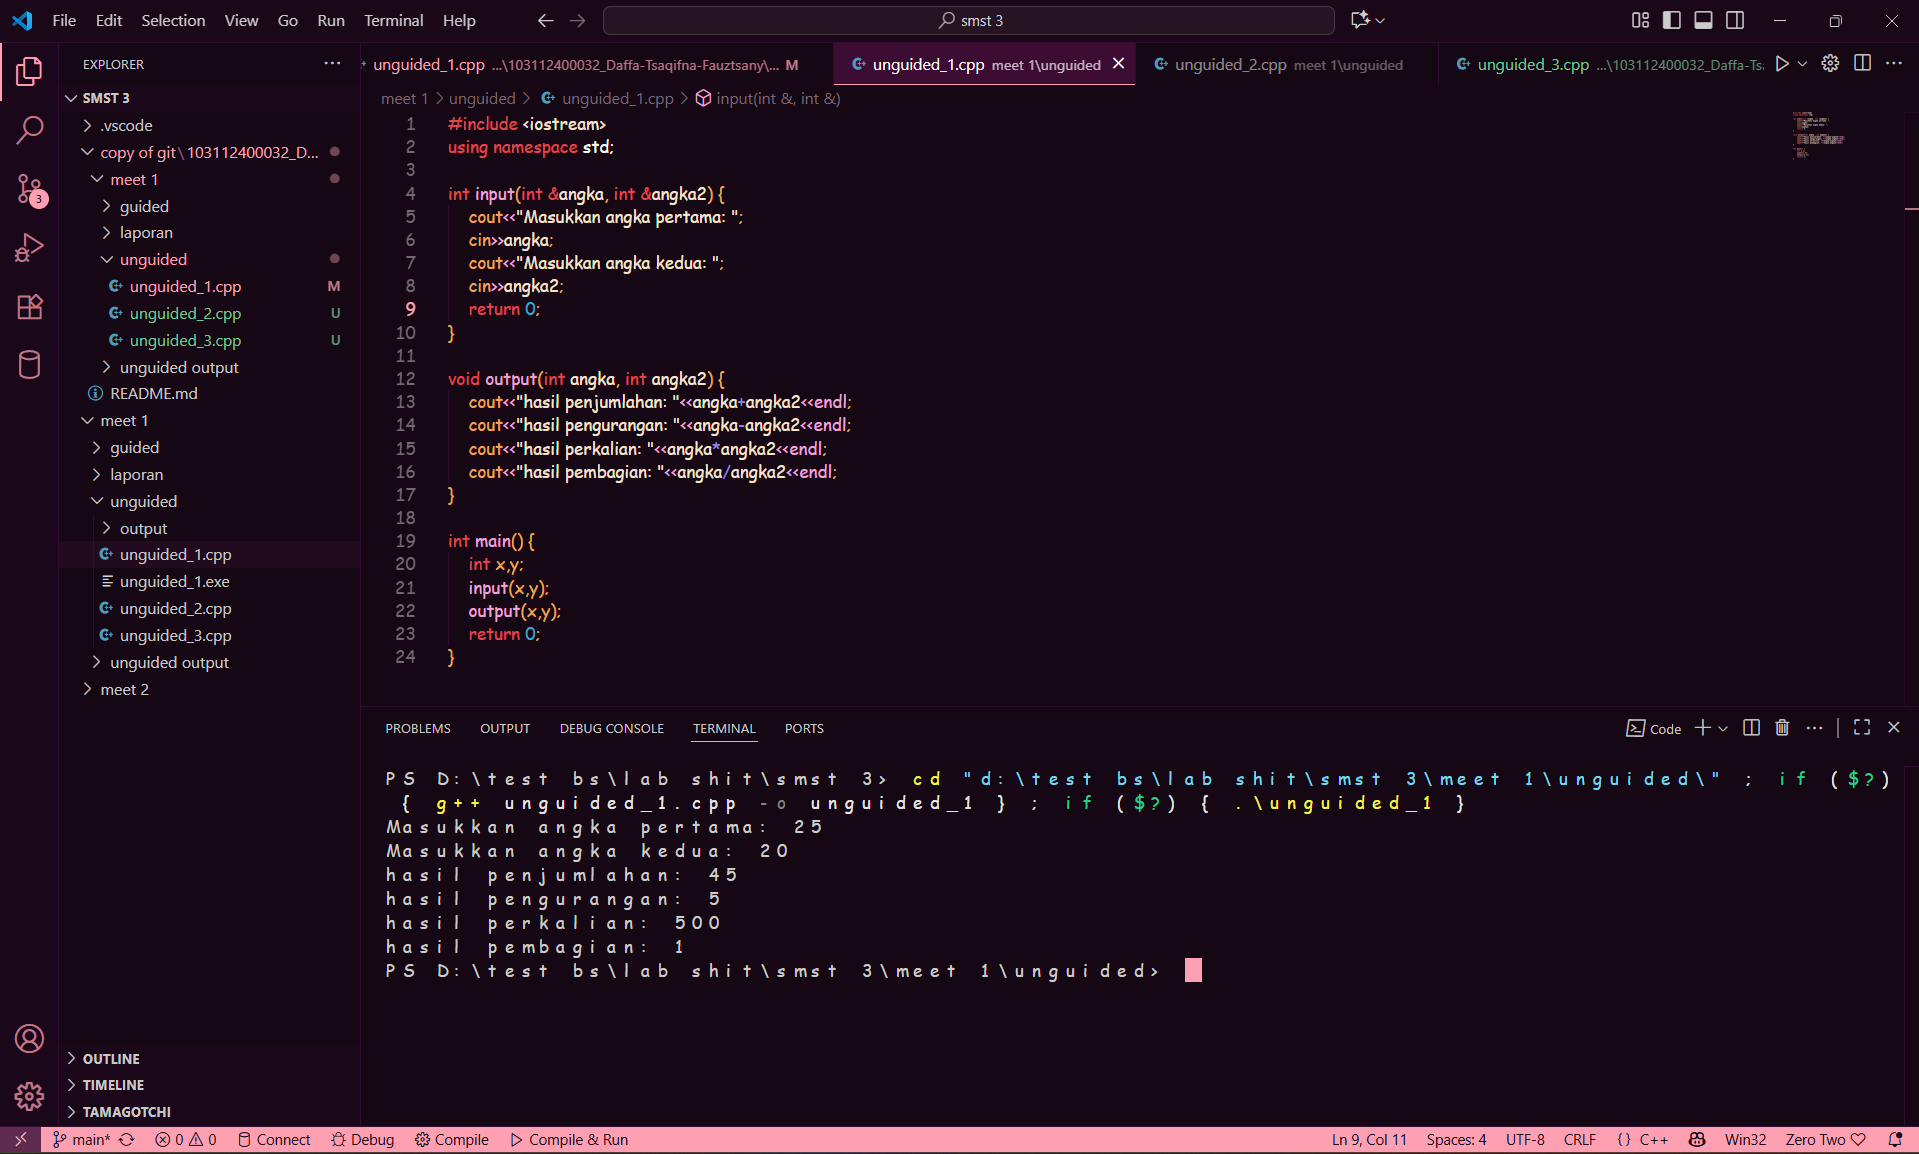 File Edit Selection View Go Run Terminal Help
smst 3
EXPLORER
SMST 3
.vscode
copy of git\103112400032_D...
meet 1
guided
laporan
unguided
unguided_1.cpp M
unguided_2.cpp U
unguided_3.cpp U
unguided output
README.md
meet 1
guided
laporan
unguided
output
unguided_1.cpp
unguided_1.exe
unguided_2.cpp
unguided_3.cpp
unguided output
meet 2
OUTLINE
TIMELINE
TAMAGOTCHI
3
unguided_1.cpp ...\103112400032_Daffa-Tsaqifna-Fauztsany\... M
unguided_1.cpp meet 1\unguided
unguided_2.cpp meet 1\unguided
unguided_3.cpp ...\103112400032_Daffa-Ts
meet 1 > unguided > unguided_1.cpp > input(int &, int &)
1 #include <iostream>
2 using namespace std;
3
4 int input(int &angka, int &angka2) {
5 cout<<"Masukkan angka pertama: ";
6 cin>>angka;
7 cout<<"Masukkan angka kedua: ";
8 cin>>angka2;
9 return 0;
10 }
11
12 void output(int angka, int angka2) {
13 cout<<"hasil penjumlahan: "<<angka+angka2<<endl;
14 cout<<"hasil pengurangan: "<<angka-angka2<<endl;
15 cout<<"hasil perkalian: "<<angka*angka2<<endl;
16 cout<<"hasil pembagian: "<<angka/angka2<<endl;
17 }
18
19 int main() {
20 int x,y;
21 input(x,y);
22 output(x,y);
23 return 0;
24 }
PROBLEMS OUTPUT DEBUG CONSOLE TERMINAL PORTS
Code
PS D:\test bs\lab shit\smst 3> cd "d:\test bs\lab shit\smst 3\meet 1\unguided\" ; if ($?)
{ g++ unguided_1.cpp -o unguided_1 } ; if ($?) { .\unguided_1 }
Masukkan angka pertama: 25
Masukkan angka kedua: 20
hasil penjumlahan: 45
hasil pengurangan: 5
hasil perkalian: 500
hasil pembagian: 1
PS D:\test bs\lab shit\smst 3\meet 1\unguided>
main* 0 0 Connect Debug Compile Compile & Run
Ln 9, Col 11 Spaces: 4 UTF-8 CRLF {} C++ Win32 Zero Two ♡